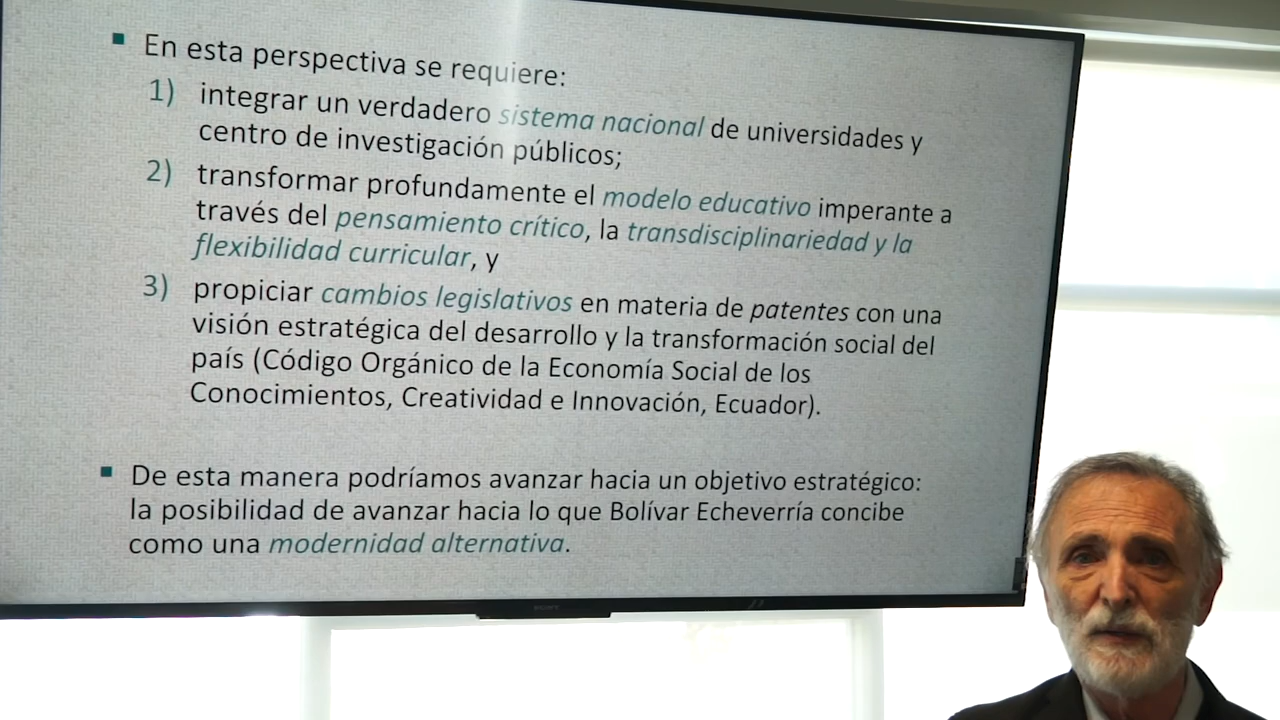 ▪ En esta perspectiva se requiere:
1) integrar un verdadero sistema nacional de universidades y
centro de investigación públicos;
2) transformar profundamente el modelo educativo imperante a
través del pensamiento crítico, la transdisciplinariedad y la
flexibilidad curricular, y
3) propiciar cambios legislativos en materia de patentes con una
visión estratégica del desarrollo y la transformación social del
país (Código Orgánico de la Economía Social de los
Conocimientos, Creatividad e Innovación, Ecuador).
▪ De esta manera podríamos avanzar hacia un objetivo estratégico:
la posibilidad de avanzar hacia lo que Bolívar Echeverría concibe
como una modernidad alternativa.
SONY